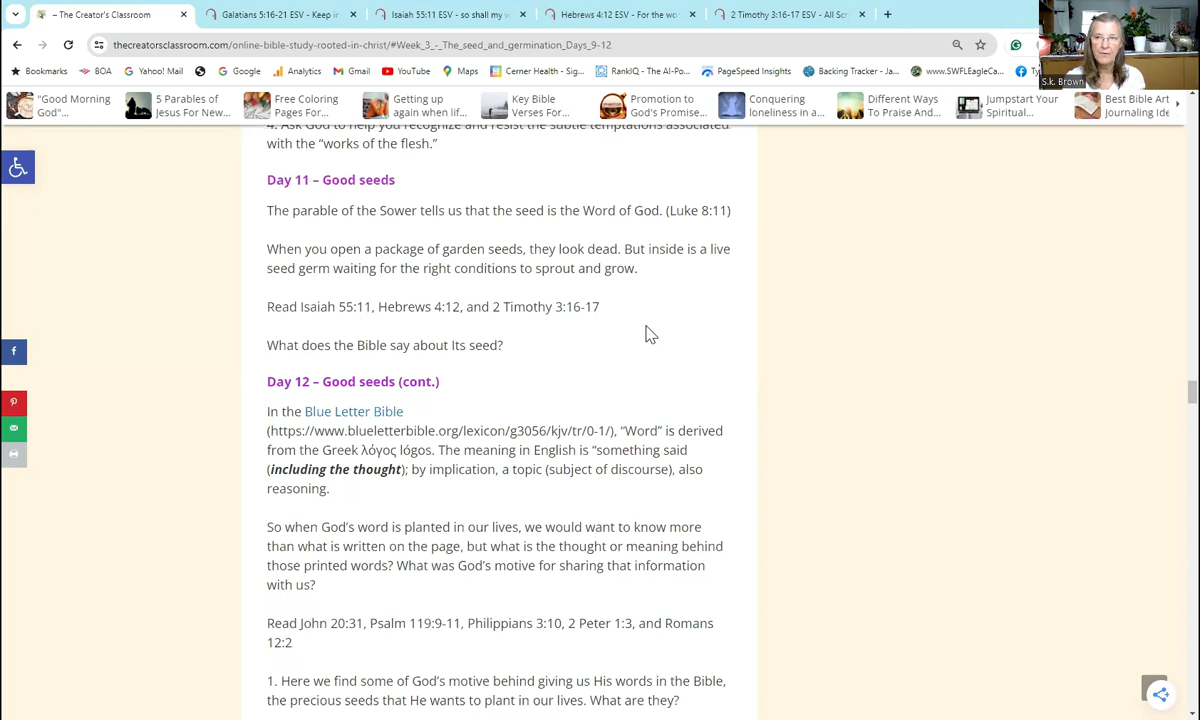 – The Creator's Classroom
Galatians 5:16-21 ESV - Keep in
Isaiah 55:11 ESV - so shall my w
Hebrews 4:12 ESV - For the wo
2 Timothy 3:16-17 ESV - All Scri
thecreatorsclassroom.com/online-bible-study-rooted-in-christ/#Week_3_-_The_seed_and_germination_Days_9-12
S.k. Brown
Bookmarks
BOA
Yahoo! Mail
Google
Analytics
Gmail
YouTube
Maps
Cerner Health - Sig...
RankIQ - The AI-Po...
PageSpeed Insights
Backing Tracker - Ja...
www.SWFLEagleCa...
Ty
"Good Morning
God"...
5 Parables of
Jesus For New...
Free Coloring
Pages For...
Getting up
again when lif...
Key Bible
Verses For...
Promotion to
God's Promise...
Conquering
loneliness in a...
Different Ways
To Praise And...
Jumpstart Your
Spiritual...
Best Bible Art
Journaling Ide
4. Ask God to help you recognize and resist the subtle temptations associated
with the “works of the flesh.”
Day 11 – Good seeds
The parable of the Sower tells us that the seed is the Word of God. (Luke 8:11)
When you open a package of garden seeds, they look dead. But inside is a live
seed germ waiting for the right conditions to sprout and grow.
Read Isaiah 55:11, Hebrews 4:12, and 2 Timothy 3:16-17
What does the Bible say about Its seed?
Day 12 – Good seeds (cont.)
In the Blue Letter Bible
(https://www.blueletterbible.org/lexicon/g3056/kjv/tr/0-1/), “Word” is derived
from the Greek λόγος lógos. The meaning in English is “something said
(including the thought); by implication, a topic (subject of discourse), also
reasoning.
So when God’s word is planted in our lives, we would want to know more
than what is written on the page, but what is the thought or meaning behind
those printed words? What was God’s motive for sharing that information
with us?
Read John 20:31, Psalm 119:9-11, Philippians 3:10, 2 Peter 1:3, and Romans
12:2
1. Here we find some of God’s motive behind giving us His words in the Bible,
the precious seeds that He wants to plant in our lives. What are they?